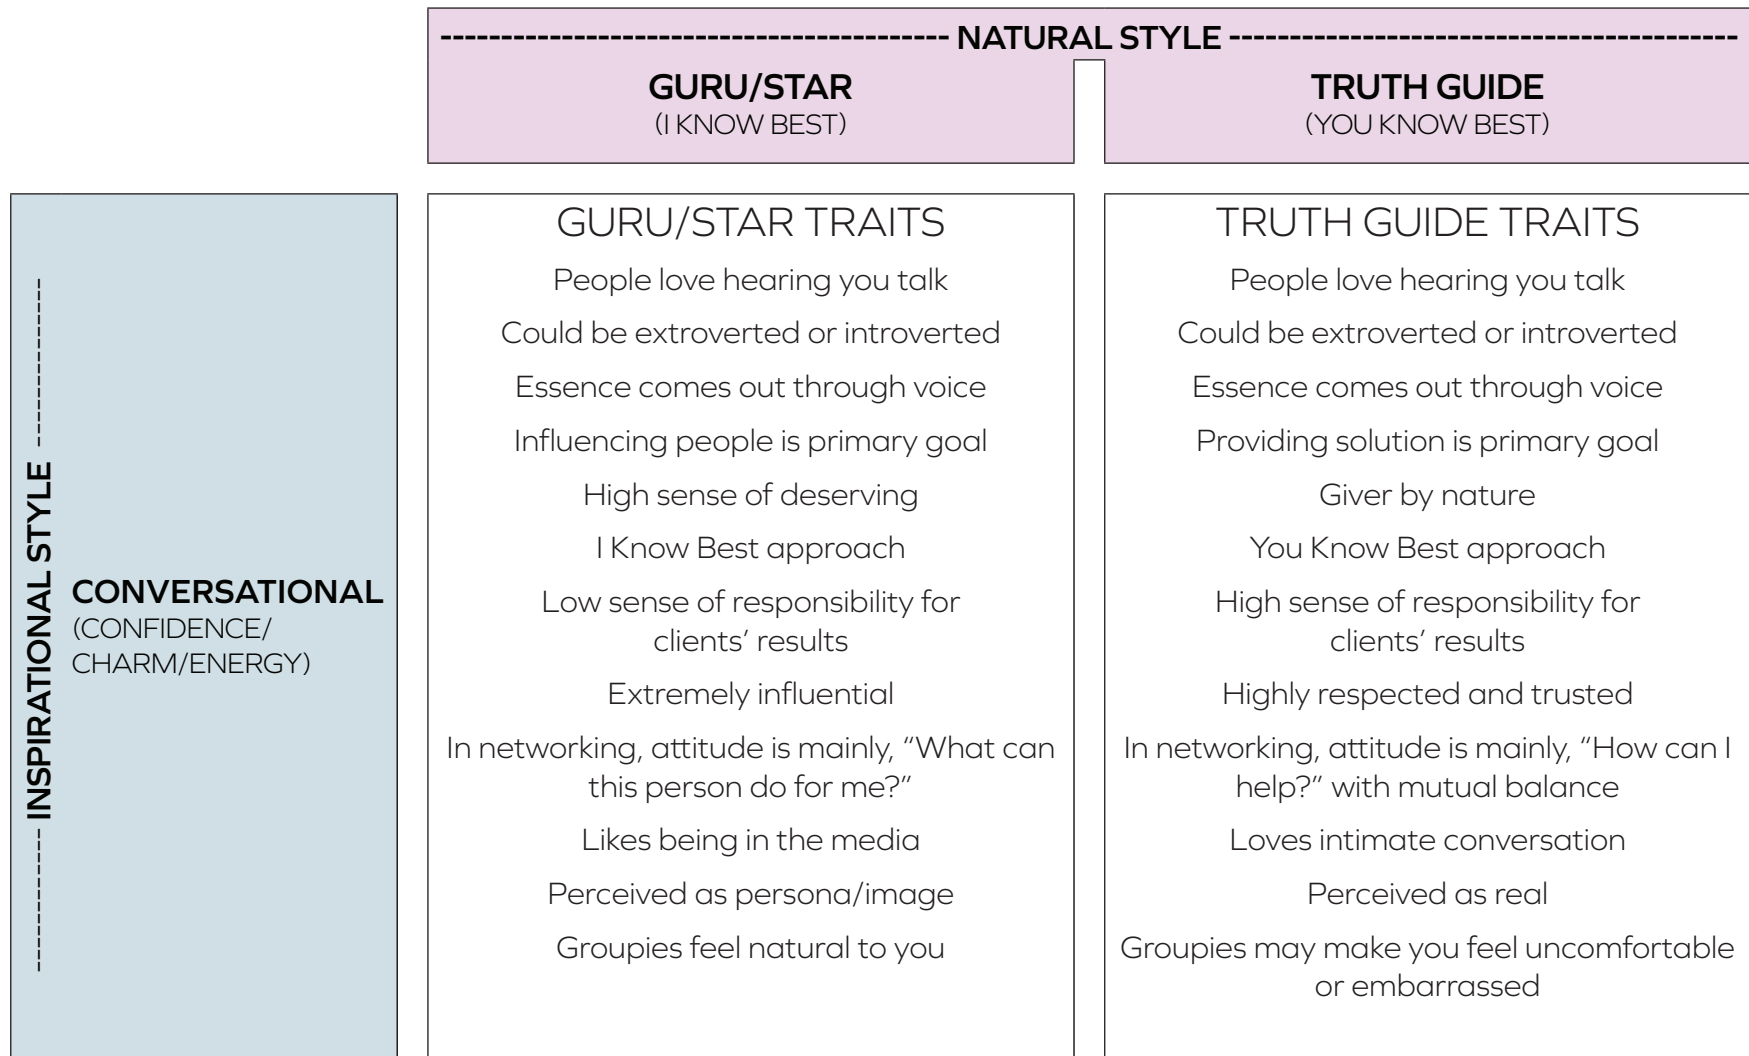 NATURAL STYLE
GURU/STAR
(I KNOW BEST)
TRUTH GUIDE
(YOU KNOW BEST)
INSPIRATIONAL STYLE
CONVERSATIONAL
(CONFIDENCE/
CHARM/ENERGY)
GURU/STAR TRAITS
People love hearing you talk
Could be extroverted or introverted
Essence comes out through voice
Influencing people is primary goal
High sense of deserving
I Know Best approach
Low sense of responsibility for
clients’ results
Extremely influential
In networking, attitude is mainly, “What can
this person do for me?”
Likes being in the media
Perceived as persona/image
Groupies feel natural to you
TRUTH GUIDE TRAITS
People love hearing you talk
Could be extroverted or introverted
Essence comes out through voice
Providing solution is primary goal
Giver by nature
You Know Best approach
High sense of responsibility for
clients’ results
Highly respected and trusted
In networking, attitude is mainly, “How can I
help?” with mutual balance
Loves intimate conversation
Perceived as real
Groupies may make you feel uncomfortable
or embarrassed